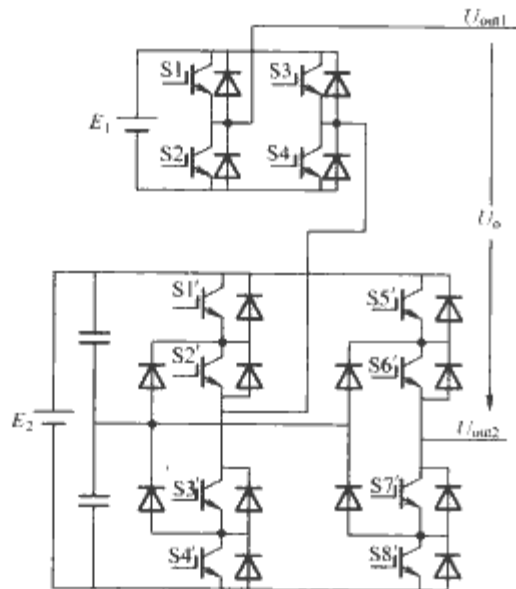 U_out1
S1 S3
E_1
S2 S4
U_o
S1′ S5′
S2′ S6′
E_2
U_out2
S3′ S7′
S4′ S8′